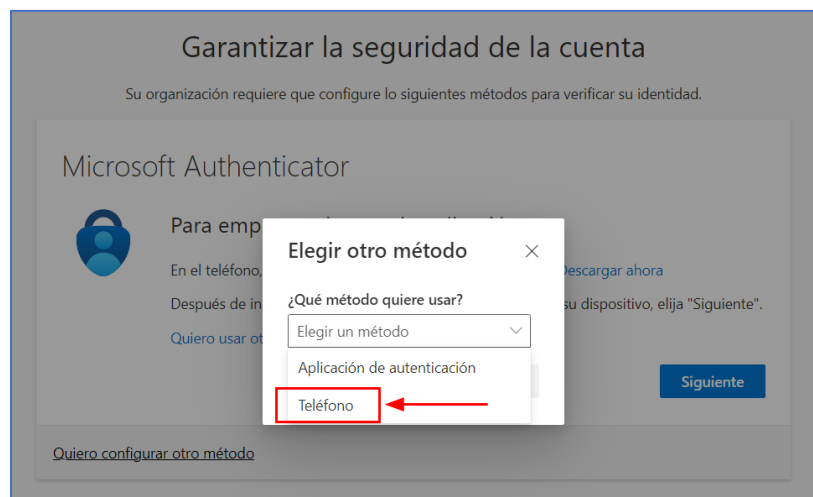 Garantizar la seguridad de la cuenta
Su organización requiere que configure lo siguientes métodos para verificar su identidad.
Microsoft Authenticator
Para emp
En el teléfono,
Descargar ahora
Después de in
su dispositivo, elija "Siguiente".
Quiero usar ot
Elegir otro método
¿Qué método quiere usar?
Elegir un método
Aplicación de autenticación
Teléfono
Siguiente
Quiero configurar otro método